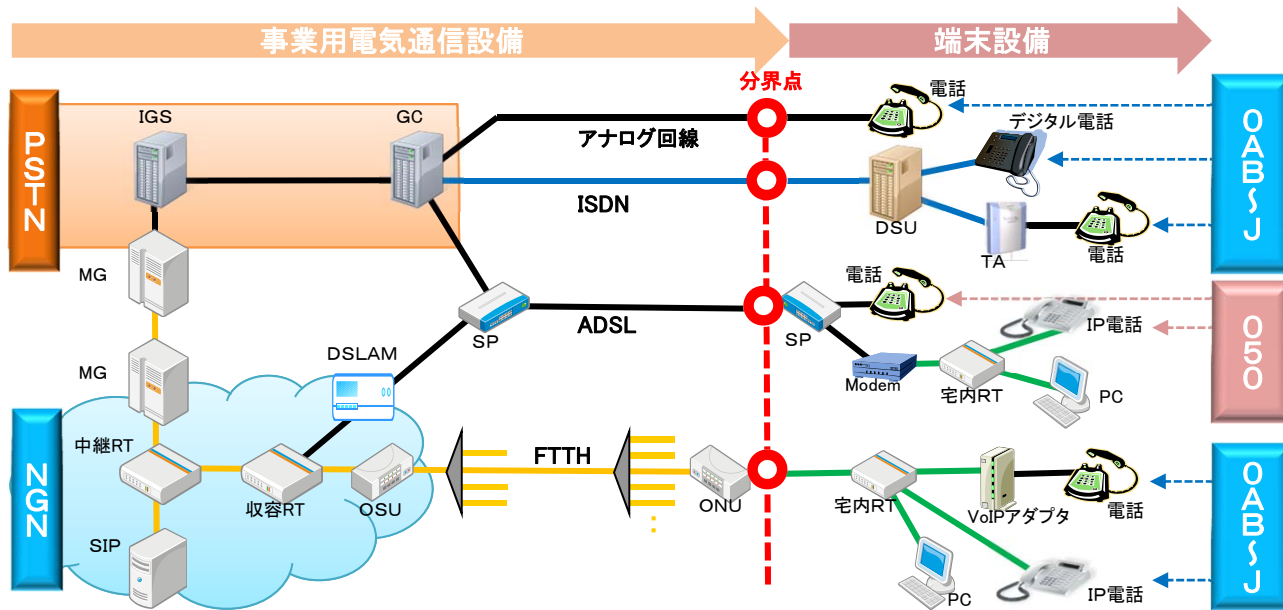 事業用電気通信設備
端末設備
分界点
PSTN
IGS
GC
アナログ回線
ISDN
電話
デジタル電話
DSU
TA
電話
0AB~J
MG
SP
ADSL
SP
電話
IP電話
Modem
宅内RT
PC
050
MG
DSLAM
NGN
中継RT
収容RT
OSU
SIP
FTTH
ONU
宅内RT
VoIPアダプタ
電話
PC
IP電話
0AB~J